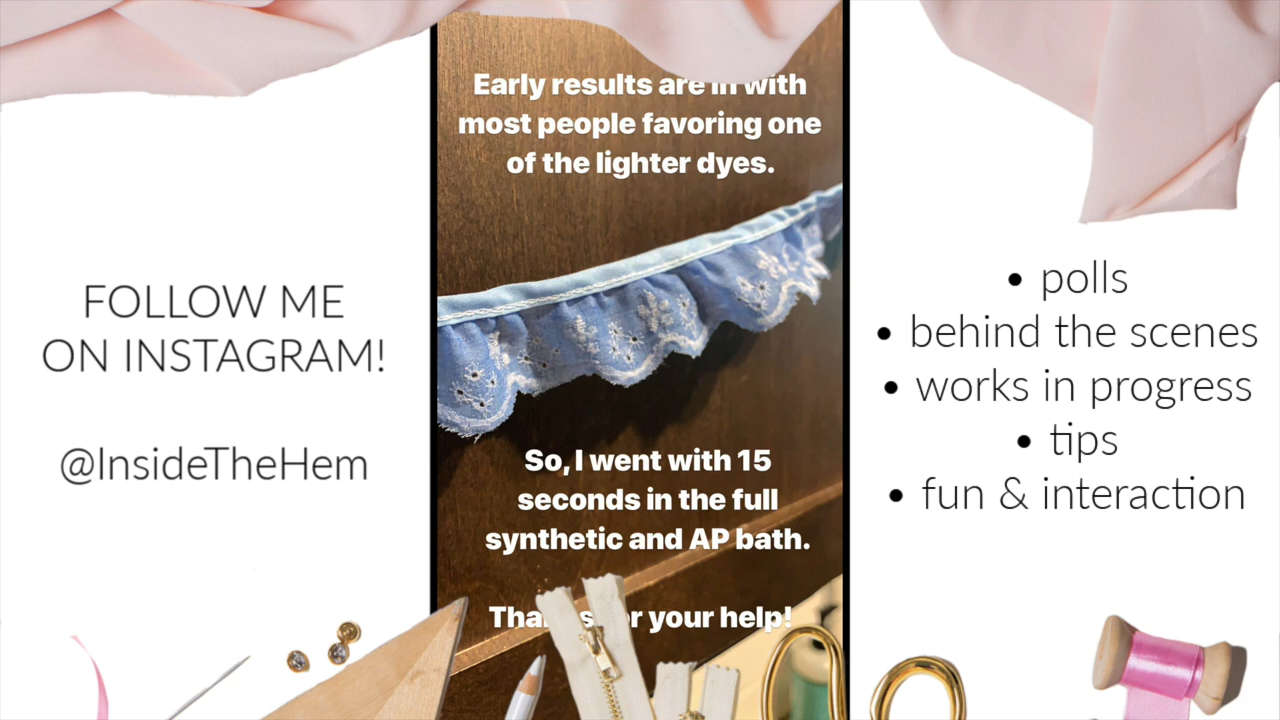 FOLLOW ME
ON INSTAGRAM!
@InsideTheHem
Early results are in with
most people favoring one
of the lighter dyes.
So, I went with 15
seconds in the full
synthetic and AP bath.
your help!
• polls
• behind the scenes
• works in progress
• tips
• fun & interaction